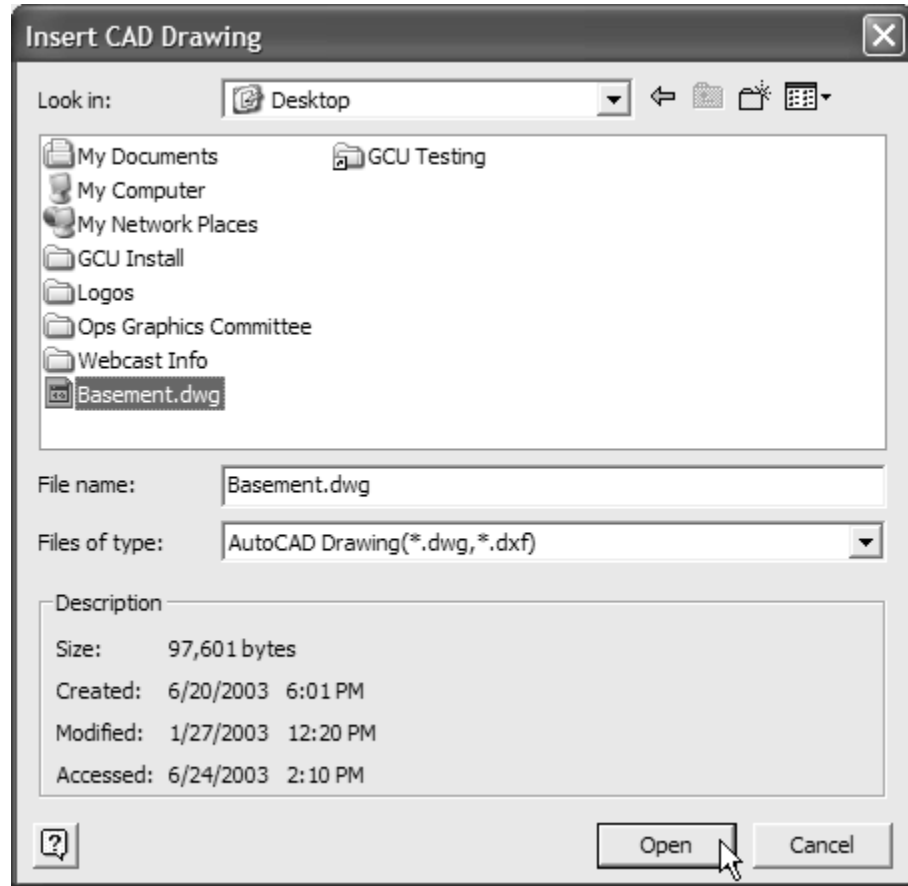 Insert CAD Drawing
Look in: Desktop
My Documents
My Computer
My Network Places
GCU Install
Logos
Ops Graphics Committee
Webcast Info
Basement.dwg
GCU Testing
File name: Basement.dwg
Files of type: AutoCAD Drawing(*.dwg,*.dxf)
Description
Size: 97,601 bytes
Created: 6/20/2003 6:01 PM
Modified: 1/27/2003 12:20 PM
Accessed: 6/24/2003 2:10 PM
Open Cancel